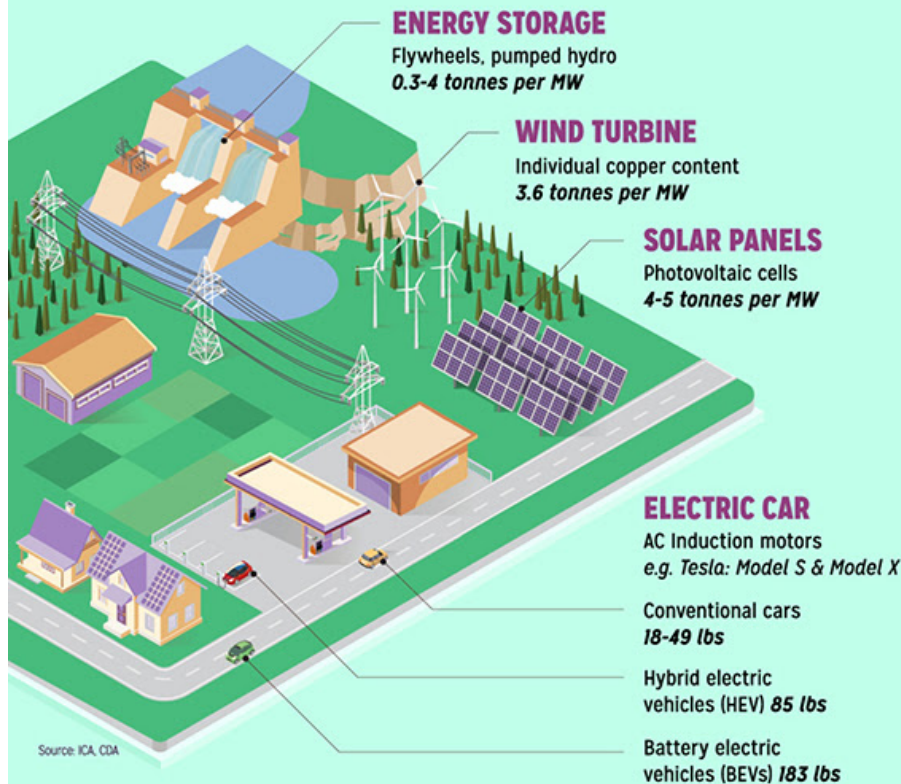 ENERGY STORAGE
Flywheels, pumped hydro
0.3-4 tonnes per MW
WIND TURBINE
Individual copper content
3.6 tonnes per MW
SOLAR PANELS
Photovoltaic cells
4-5 tonnes per MW
ELECTRIC CAR
AC Induction motors
e.g. Tesla: Model S & Model X
Conventional cars
18-49 lbs
Hybrid electric
vehicles (HEV) 85 lbs
Battery electric
vehicles (BEVs) 183 lbs
Source: ICA, CDA